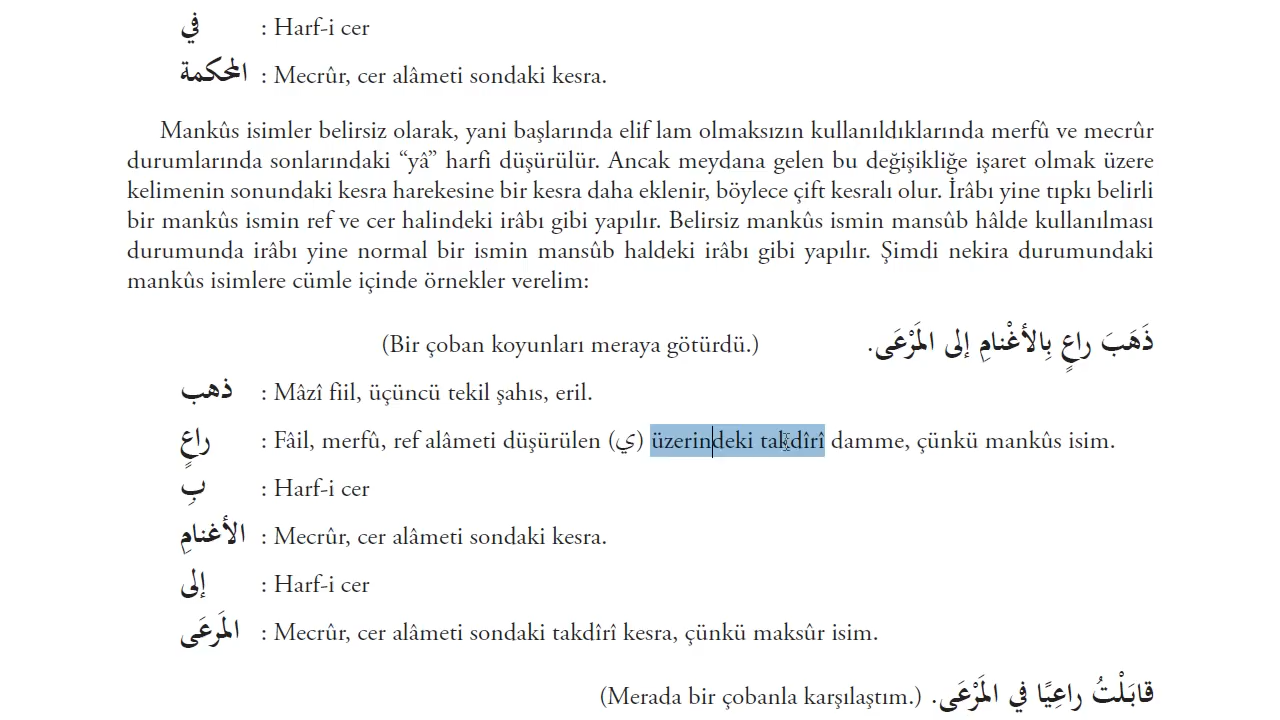 في : Harf-i cer
المحكمة : Mecrûr, cer alâmeti sondaki kesra.
Mankûs isimler belirsiz olarak, yani başlarında elif lam olmaksızın kullanıldıklarında merfû ve mecrûr
durumlarında sonlarındaki “yâ” harfi düşürülür. Ancak meydana gelen bu değişikliğe işaret olmak üzere
kelimenin sonundaki kesra harekesine bir kesra daha eklenir, böylece çift kesralı olur. İrâbı yine tıpkı belirli
bir mankûs ismin ref ve cer halindeki irâbı gibi yapılır. Belirsiz mankûs ismin mansûb hâlde kullanılması
durumunda irâbı yine normal bir ismin mansûb haldeki irâbı gibi yapılır. Şimdi nekira durumundaki
mankûs isimlere cümle içinde örnekler verelim:
(Bir çoban koyunları meraya götürdü.) ذَهَبَ راعٍ بِالأغْنامِ إلى المَرْعَى.
ذهب : Mâzî fiil, üçüncü tekil şahıs, eril.
راعٍ : Fâil, merfû, ref alâmeti düşürülen (ي) üzerindeki takdîrî damme, çünkü mankûs isim.
بِ : Harf-i cer
الأغنامِ : Mecrûr, cer alâmeti sondaki kesra.
إلى : Harf-i cer
المَرعَى : Mecrûr, cer alâmeti sondaki takdîrî kesra, çünkü maksûr isim.
(Merada bir çobanla karşılaştım.) قابَلْتُ راعِيًا في المَرْعَى.